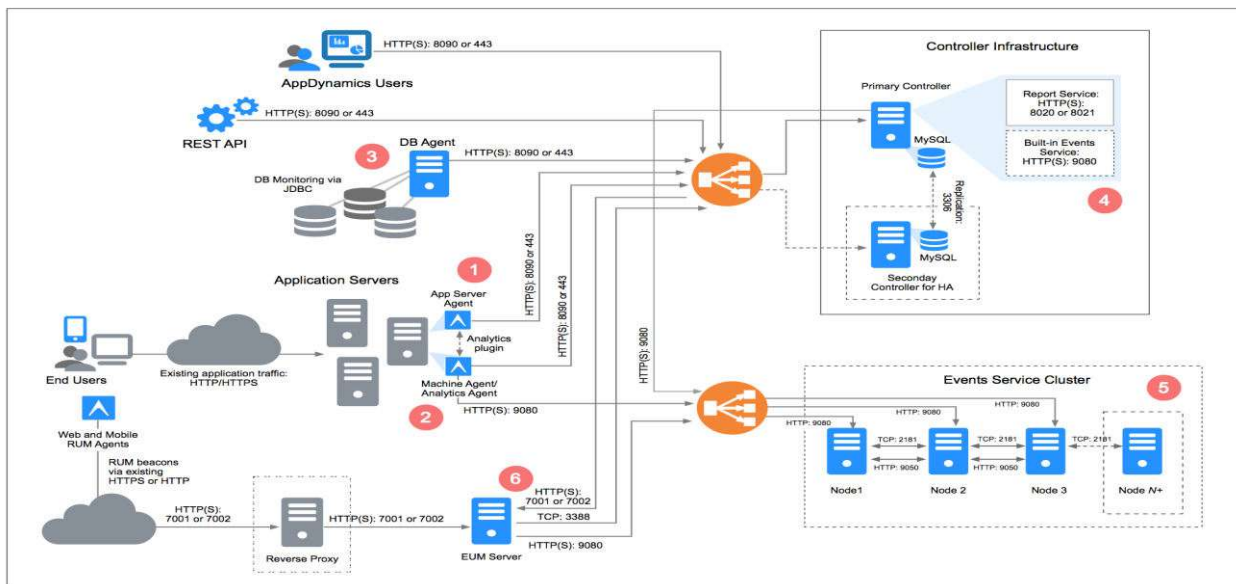 HTTP(S): 8090 or 443
AppDynamics Users
HTTP(S): 8090 or 443
REST API
3
DB Agent
HTTP(S): 8090 or 443
DB Monitoring via
JDBC
Controller Infrastructure
Primary Controller
MySQL
Report Service:
HTTP(S):
8020 or 8021
Built-in Events
Service:
HTTP(S): 9080
4
Replication:
3306
MySQL
Seconday
Controller for HA
Application Servers
1
App Server
Agent
Analytics
plugin
Machine Agent/
Analytics Agent
2
HTTP(S): 8090 or 443
HTTP(S): 8090 or 443
HTTP(S): 9080
HTTP(S): 9080
End Users
Existing application traffic:
HTTP/HTTPS
Web and Mobile
RUM Agents
RUM beacons
via existing
HTTPS or HTTP
HTTP(S):
7001 or 7002
Reverse Proxy
HTTP(S): 7001 or 7002
6
EUM Server
HTTP(S):
7001 or 7002
TCP: 3388
HTTP(S): 9080
Events Service Cluster
5
HTTP: 9080
HTTP: 9080
HTTP: 9080
TCP: 2181
TCP: 2181
TCP: 2181
HTTP: 9050
HTTP: 9050
Node1
Node 2
Node 3
Node N+